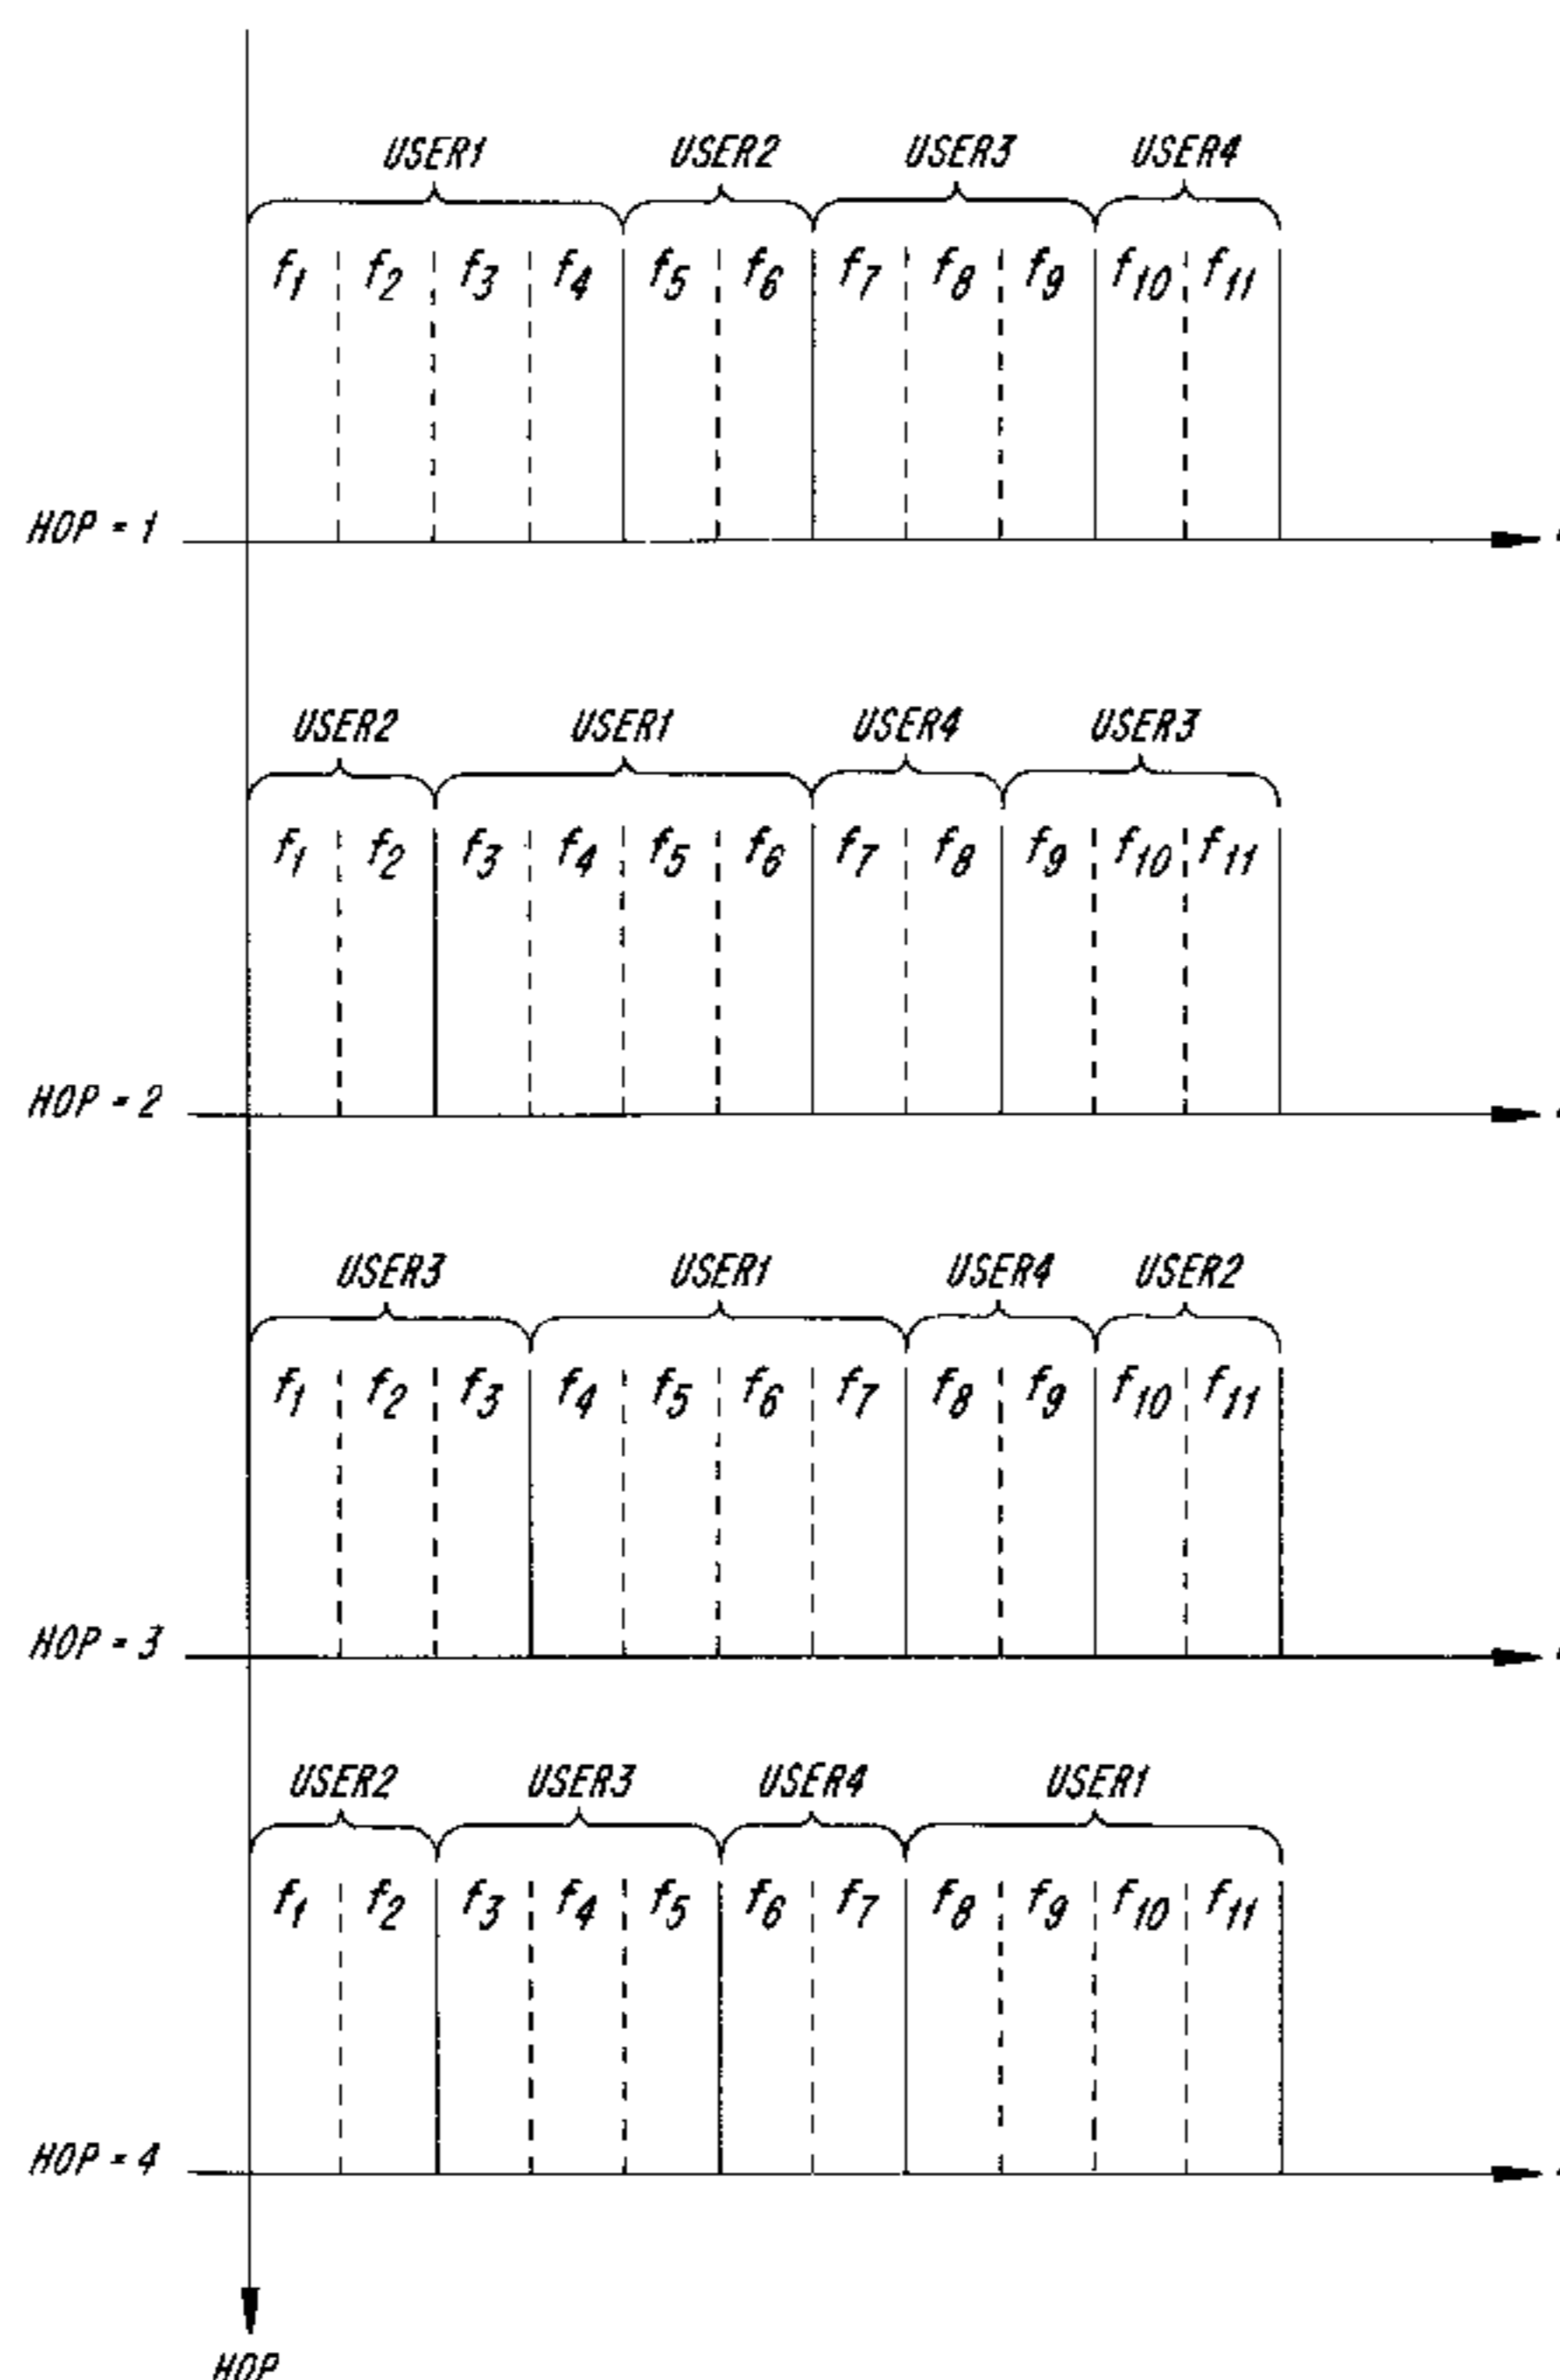 USER1 USER2 USER3 USER4
f1 f2 f3 f4 f5 f6 f7 f8 f9 f10 f11
HOP = 1
USER2 USER1 USER4 USER3
f1 f2 f3 f4 f5 f6 f7 f8 f9 f10 f11
HOP = 2
USER3 USER1 USER4 USER2
f1 f2 f3 f4 f5 f6 f7 f8 f9 f10 f11
HOP = 3
USER2 USER3 USER4 USER1
f1 f2 f3 f4 f5 f6 f7 f8 f9 f10 f11
HOP = 4
HOP